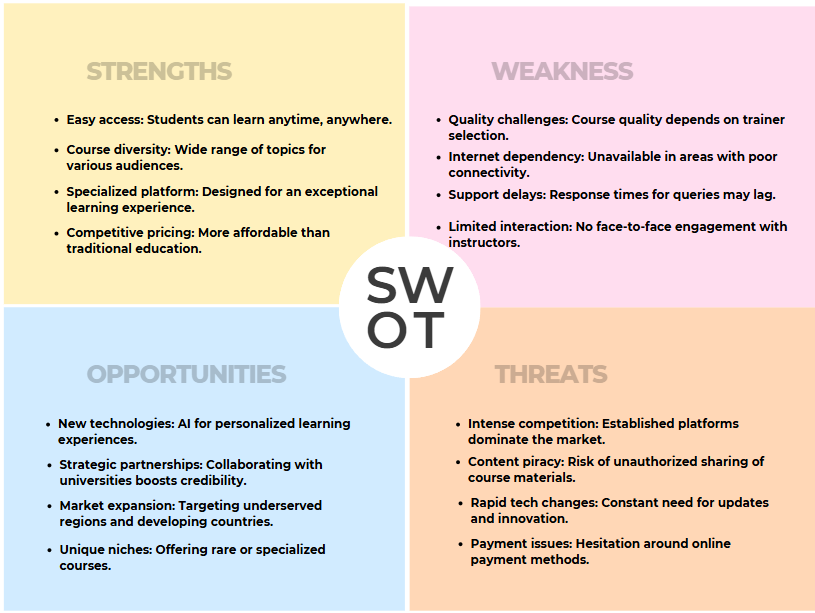 STRENGTHS
• Easy access: Students can learn anytime, anywhere.
• Course diversity: Wide range of topics for
various audiences.
• Specialized platform: Designed for an exceptional
learning experience.
• Competitive pricing: More affordable than
traditional education.
WEAKNESS
• Quality challenges: Course quality depends on trainer
selection.
• Internet dependency: Unavailable in areas with poor
connectivity.
• Support delays: Response times for queries may lag.
• Limited interaction: No face-to-face engagement with
instructors.
SW
OT
OPPORTUNITIES
• New technologies: AI for personalized learning
experiences.
• Strategic partnerships: Collaborating with
universities boosts credibility.
• Market expansion: Targeting underserved
regions and developing countries.
• Unique niches: Offering rare or specialized
courses.
THREATS
• Intense competition: Established platforms
dominate the market.
• Content piracy: Risk of unauthorized sharing of
course materials.
• Rapid tech changes: Constant need for updates
and innovation.
• Payment issues: Hesitation around online
payment methods.